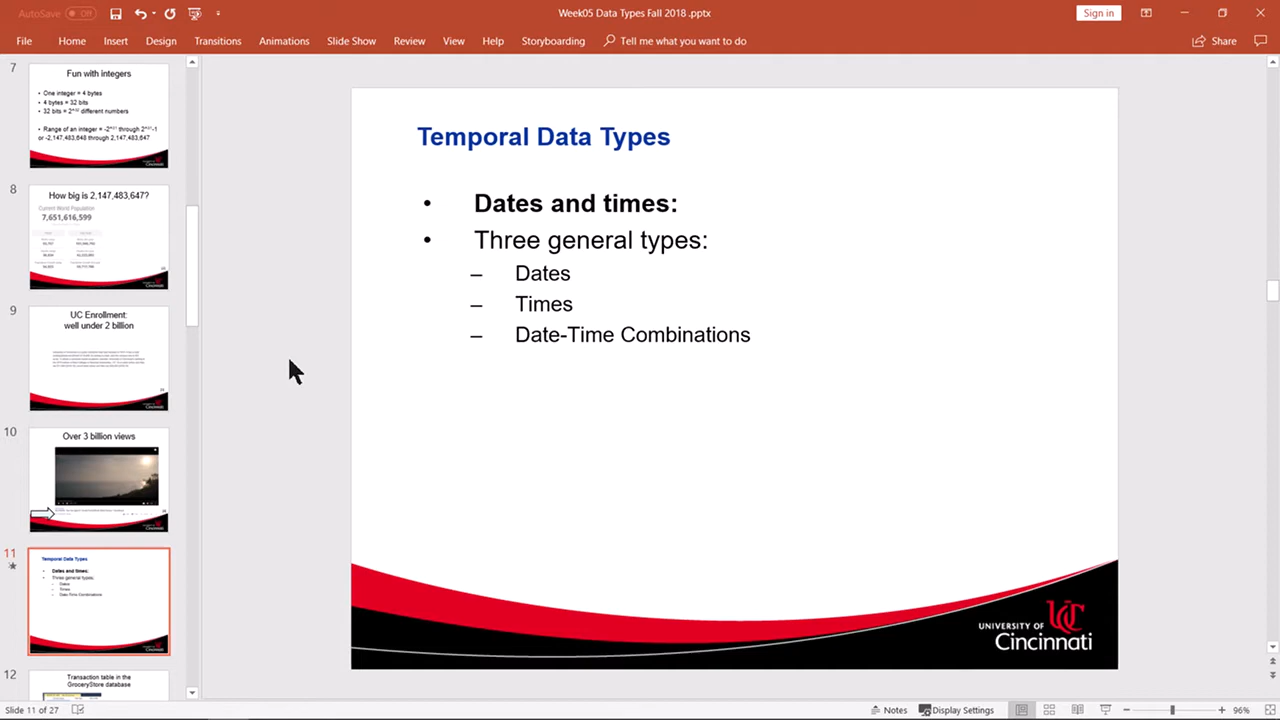 AutoSave Off
Week05 Data Types Fall 2018 .pptx
Sign in
File Home Insert Design Transitions Animations Slide Show Review View Help Storyboarding Tell me what you want to do Share
7
Fun with integers
• One integer = 4 bytes
• 4 bytes = 32 bits
• 32 bits = 2^32 different numbers
• Range of an integer = -2^31 through 2^31-1
or -2,147,483,648 through 2,147,483,647
Cincinnati
8
How big is 2,147,483,647?
Current World Population
7,651,616,599
Cincinnati
9
UC Enrollment:
well under 2 billion
Cincinnati
10
Over 3 billion views
Cincinnati
11
Temporal Data Types
• Dates and times:
• Three general types:
– Dates
– Times
– Date-Time Combinations
Cincinnati
12
Transaction table in the
GroceryStore database
Temporal Data Types
• Dates and times:
• Three general types:
– Dates
– Times
– Date-Time Combinations
UC
UNIVERSITY OF
Cincinnati
Slide 11 of 27
Notes Display Settings 96%